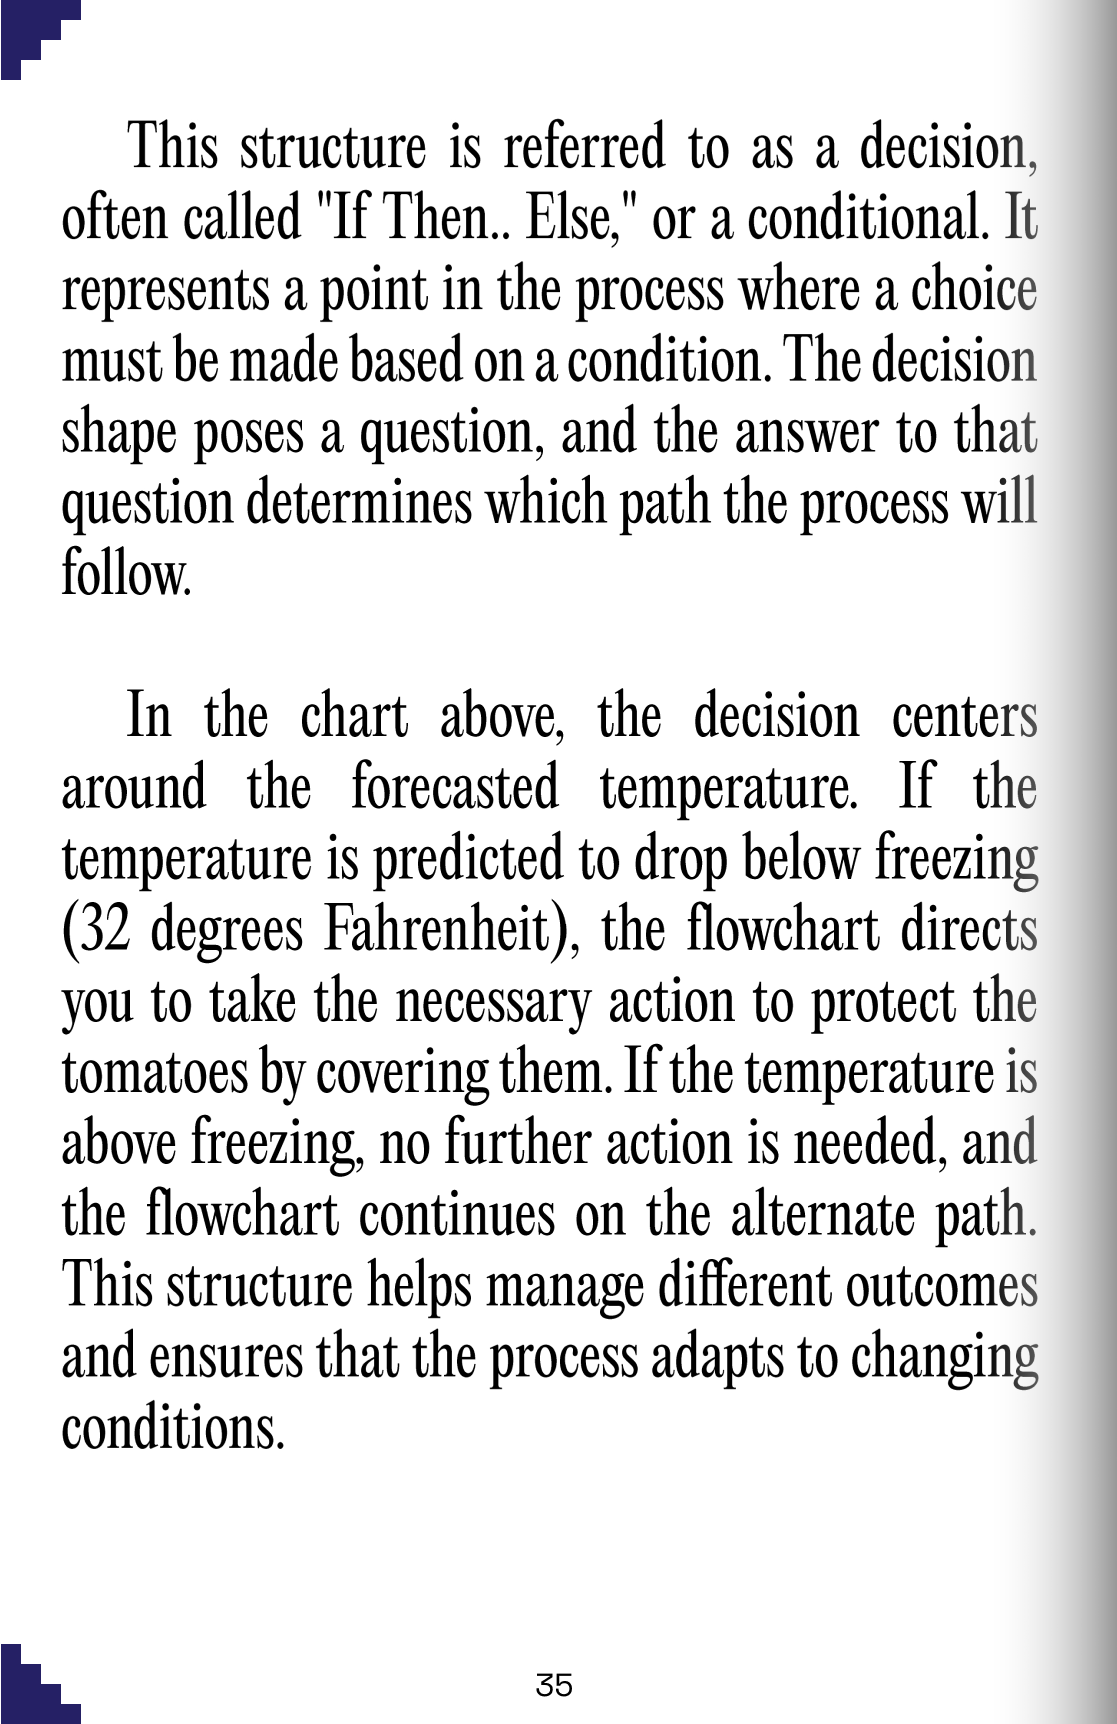 This structure is referred to as a decision,
often called "If Then.. Else," or a conditional. It
represents a point in the process where a choice
must be made based on a condition. The decision
shape poses a question, and the answer to that
question determines which path the process will
follow.
In the chart above, the decision centers
around the forecasted temperature. If the
temperature is predicted to drop below freezing
(32 degrees Fahrenheit), the flowchart directs
you to take the necessary action to protect the
tomatoes by covering them. If the temperature is
above freezing, no further action is needed, and
the flowchart continues on the alternate path.
This structure helps manage different outcomes
and ensures that the process adapts to changing
conditions.
35